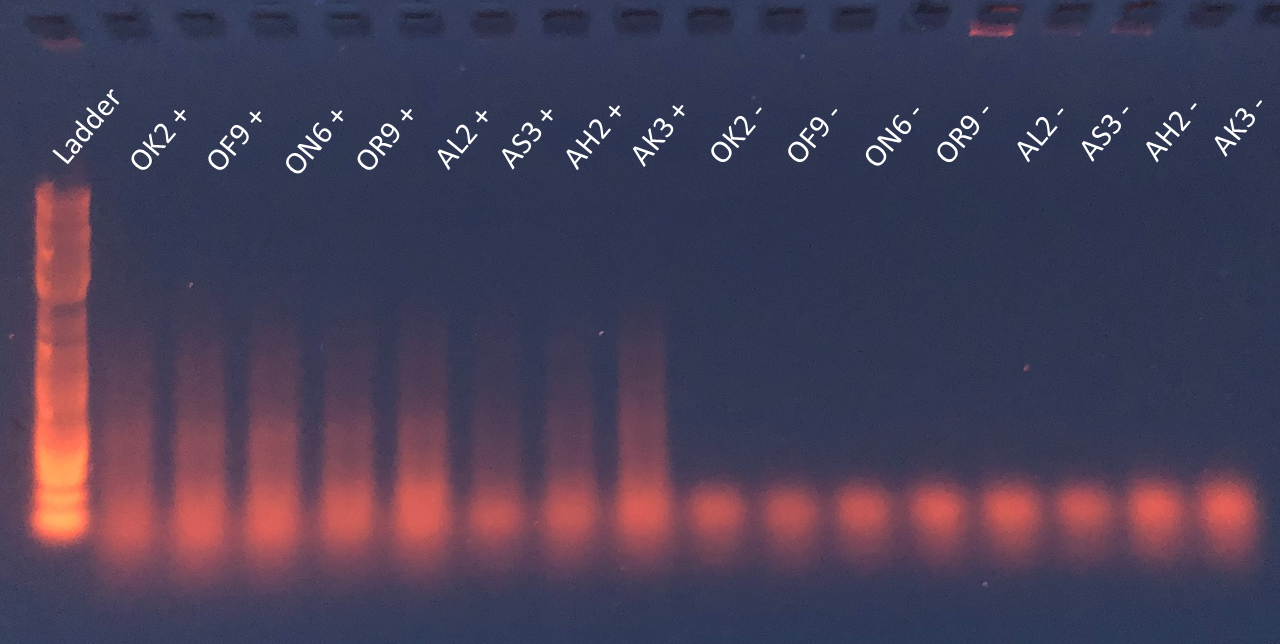 Ladder
OK2 +
OF9 +
ON6 +
OR9 +
AL2 +
AS3 +
AH2 +
AK3 +
OK2 -
OF9 -
ON6 -
OR9 -
AL2 -
AS3 -
AH2 -
AK3 -